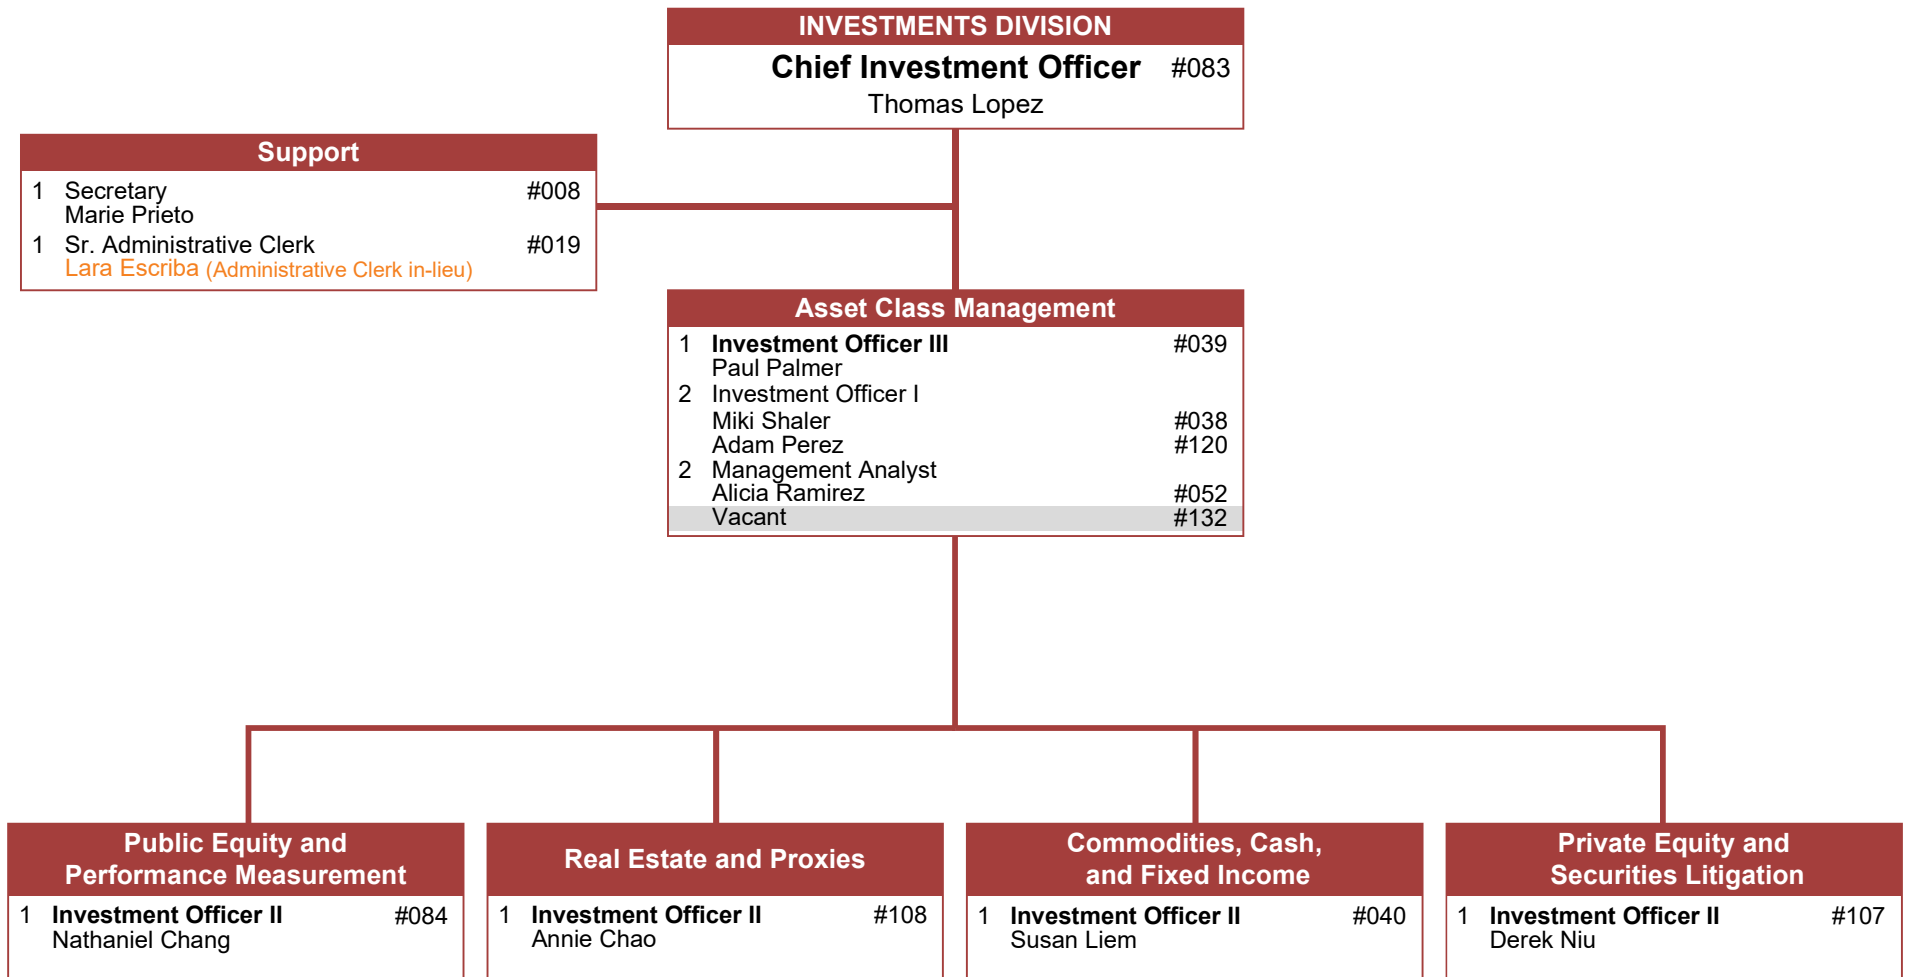 INVESTMENTS DIVISION
Chief Investment Officer #083
Thomas Lopez
Support
1 Secretary #008
Marie Prieto
1 Sr. Administrative Clerk #019
Lara Escriba (Administrative Clerk in-lieu)
Asset Class Management
1 Investment Officer III #039
Paul Palmer
2 Investment Officer I
Miki Shaler #038
Adam Perez #120
2 Management Analyst
Alicia Ramirez #052
Vacant #132
Public Equity and
Performance Measurement
1 Investment Officer II #084
Nathaniel Chang
Real Estate and Proxies
1 Investment Officer II #108
Annie Chao
Commodities, Cash,
and Fixed Income
1 Investment Officer II #040
Susan Liem
Private Equity and
Securities Litigation
1 Investment Officer II #107
Derek Niu